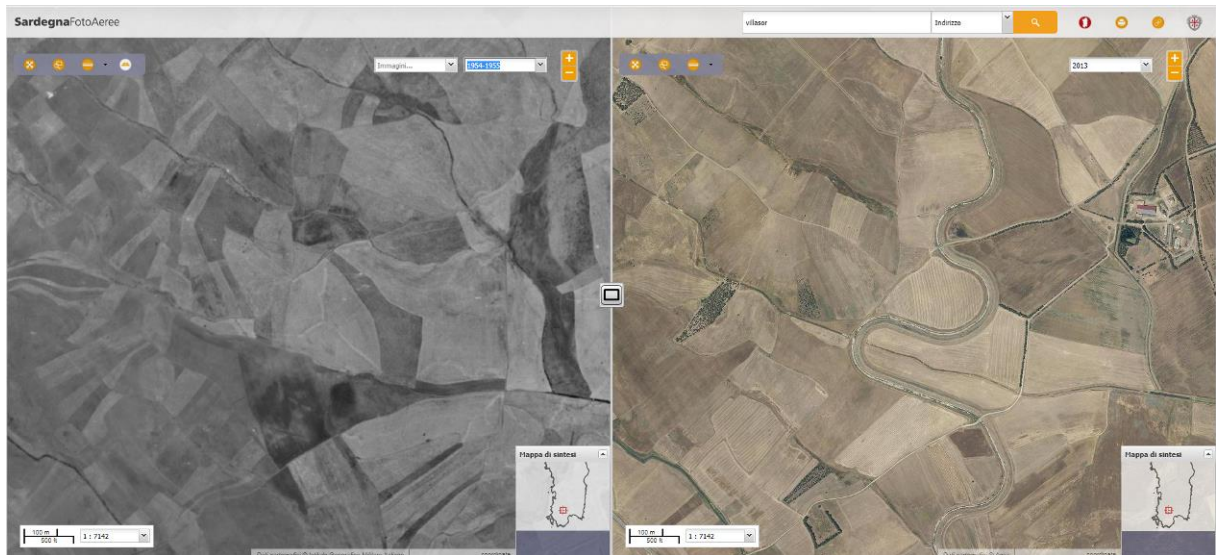 SardegnaFotoAeree
villasor
Indirizzo
Immagini...
1954-1955
2013
Mappa di sintesi
Mappa di sintesi
100 m
500 ft
1 : 7142
100 m
500 ft
1 : 7142